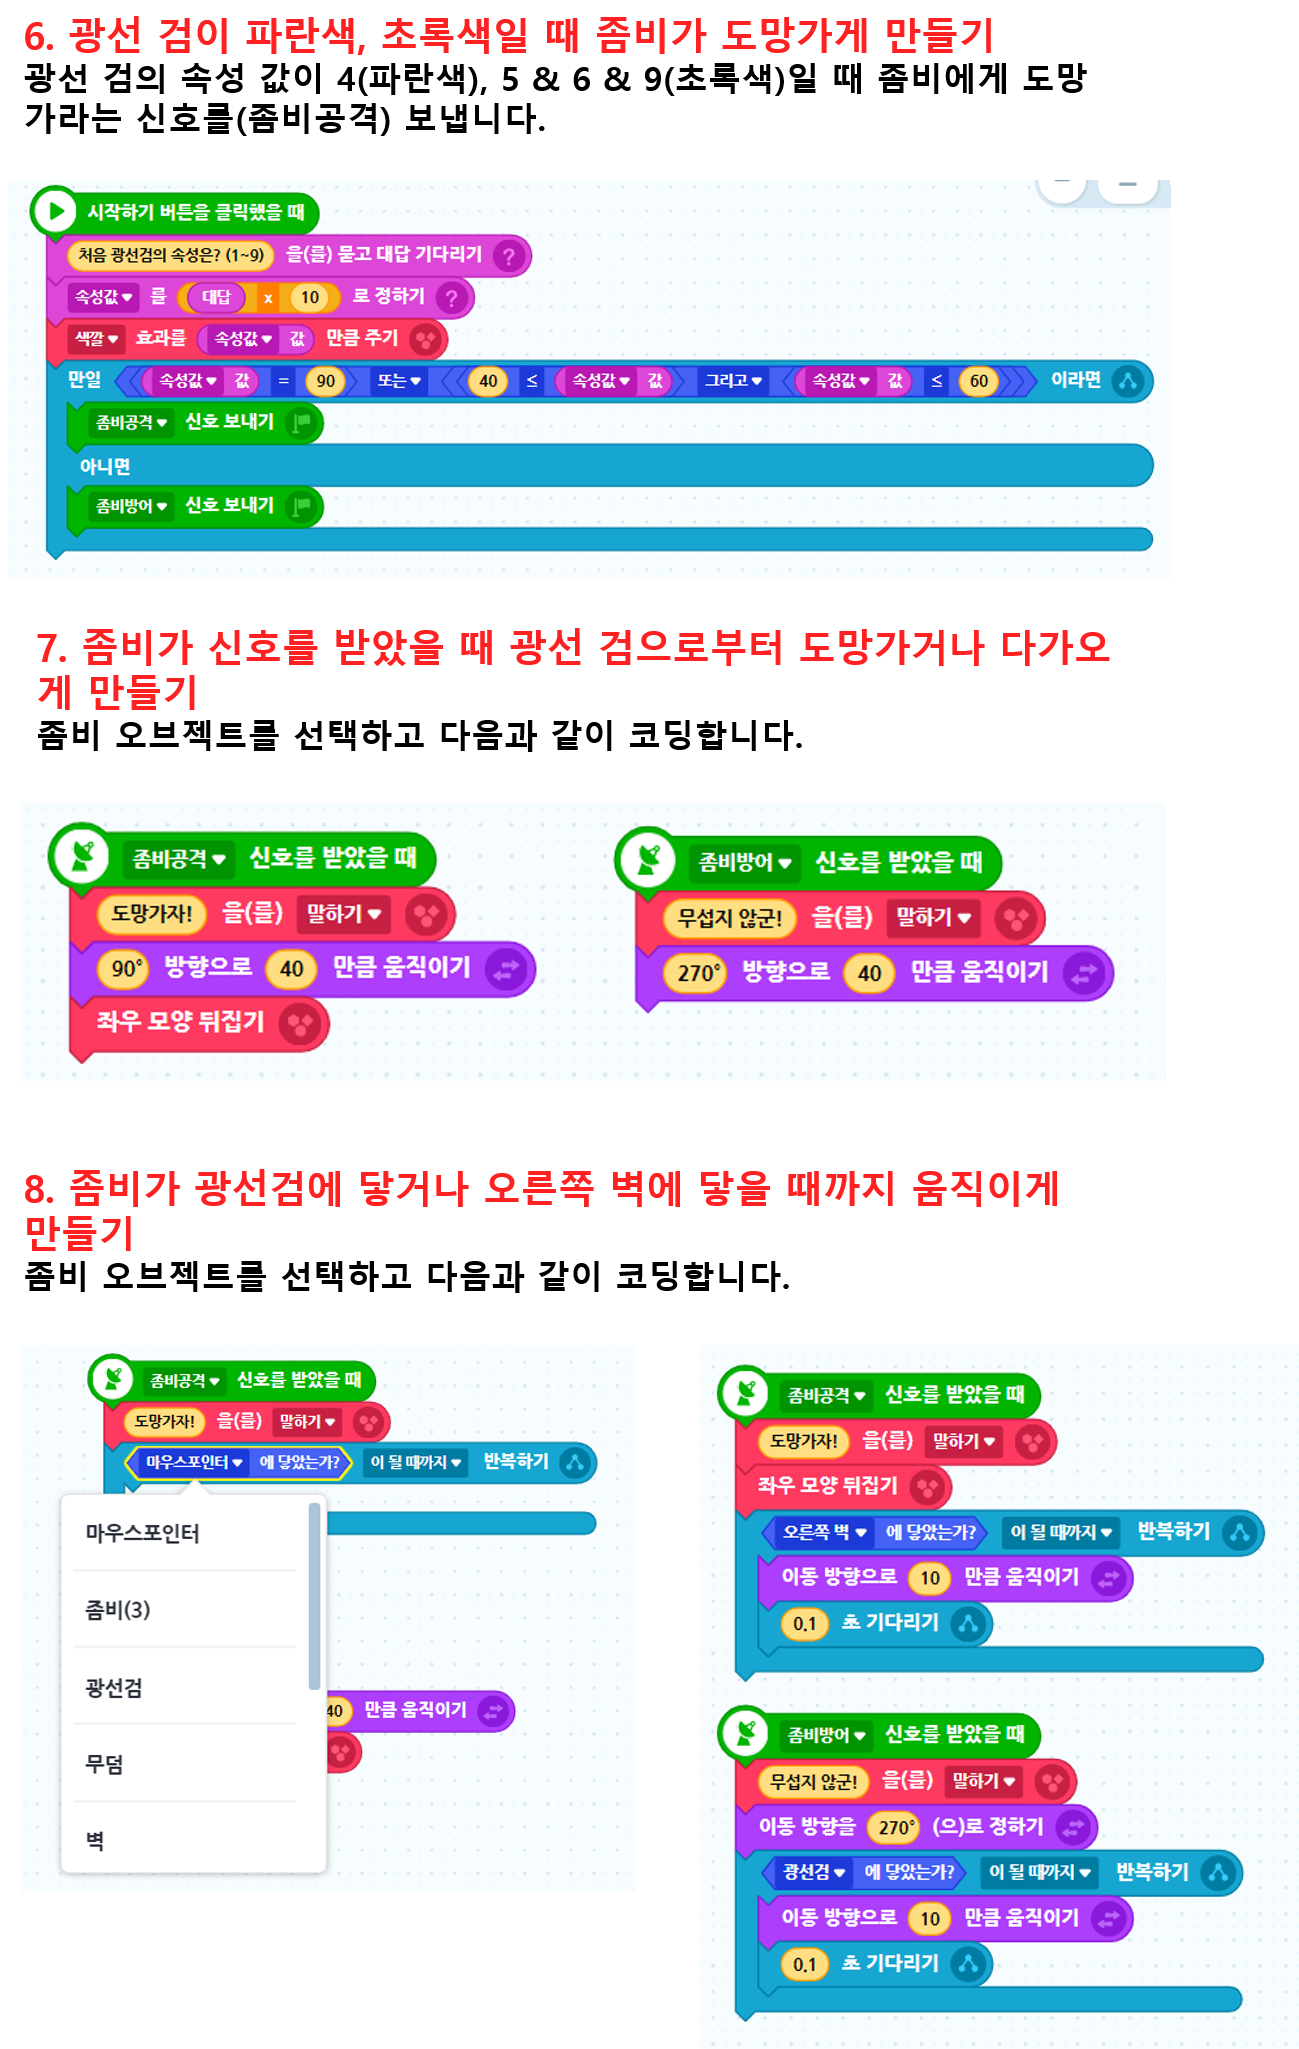 6. 광선 검이 파란색, 초록색일 때 좀비가 도망가게 만들기
광선 검의 속성 값이 4(파란색), 5 & 6 & 9(초록색)일 때 좀비에게 도망
가라는 신호를(좀비공격) 보냅니다.
시작하기 버튼을 클릭했을 때
처음 광선검의 속성은? (1~9) 을(를) 묻고 대답 기다리기 ?
속성값 를 대답 x 10 로 정하기 ?
색깔 효과를 속성값 값 만큼 주기
만일 속성값 값 = 90 또는 40 ≤ 속성값 값 그리고 속성값 값 ≤ 60 이라면
좀비공격 신호 보내기
아니면
좀비방어 신호 보내기
7. 좀비가 신호를 받았을 때 광선 검으로부터 도망가거나 다가오
게 만들기
좀비 오브젝트를 선택하고 다음과 같이 코딩합니다.
좀비공격 신호를 받았을 때
도망가자! 을(를) 말하기
90° 방향으로 40 만큼 움직이기
좌우 모양 뒤집기
좀비방어 신호를 받았을 때
무섭지 않군! 을(를) 말하기
270° 방향으로 40 만큼 움직이기
8. 좀비가 광선검에 닿거나 오른쪽 벽에 닿을 때까지 움직이게
만들기
좀비 오브젝트를 선택하고 다음과 같이 코딩합니다.
좀비공격 신호를 받았을 때
도망가자! 을(를) 말하기
마우스포인터 에 닿았는가? 이 될 때까지 반복하기
마우스포인터
좀비(3)
광선검
무덤
벽
40 만큼 움직이기
좀비공격 신호를 받았을 때
도망가자! 을(를) 말하기
좌우 모양 뒤집기
오른쪽 벽 에 닿았는가? 이 될 때까지 반복하기
이동 방향으로 10 만큼 움직이기
0.1 초 기다리기
좀비방어 신호를 받았을 때
무섭지 않군! 을(를) 말하기
이동 방향을 270° (으)로 정하기
광선검 에 닿았는가? 이 될 때까지 반복하기
이동 방향으로 10 만큼 움직이기
0.1 초 기다리기